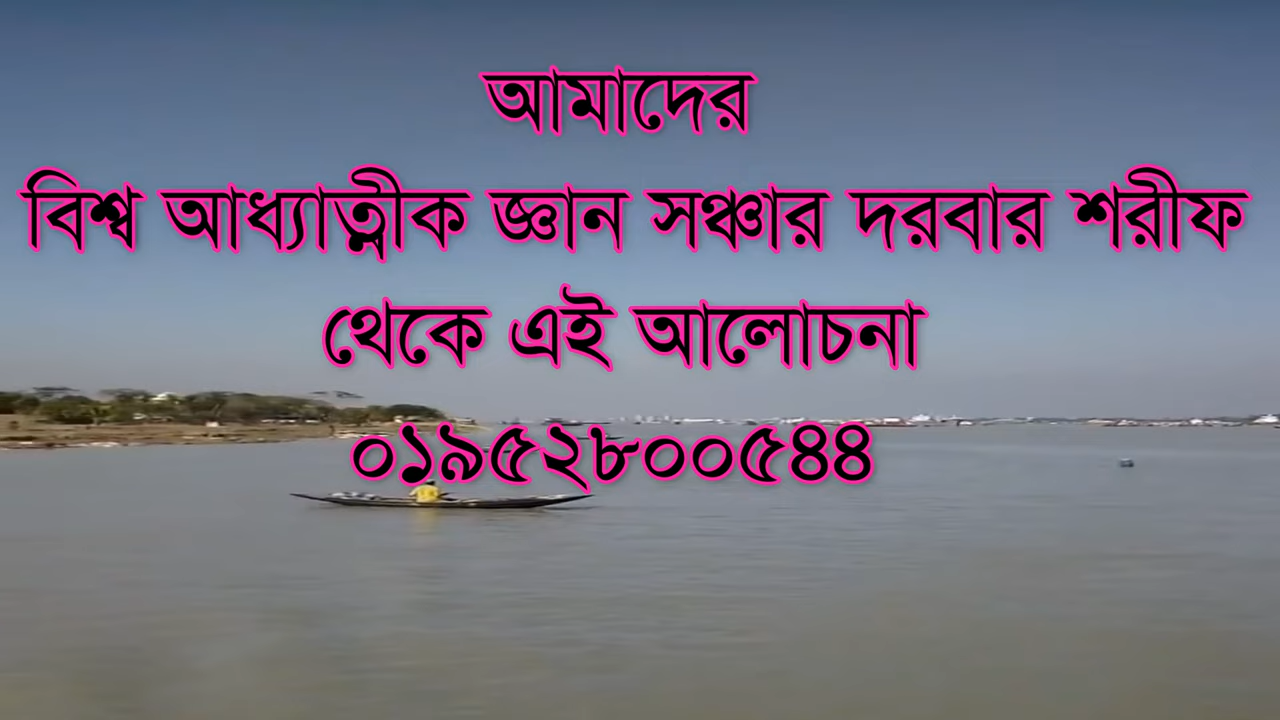 আমাদের
বিশ্ব আধ্যাত্নীক জ্ঞান সঞ্চার দরবার শরীফ
থেকে এই আলোচনা
০১৯৫২৮০০৫৪৪